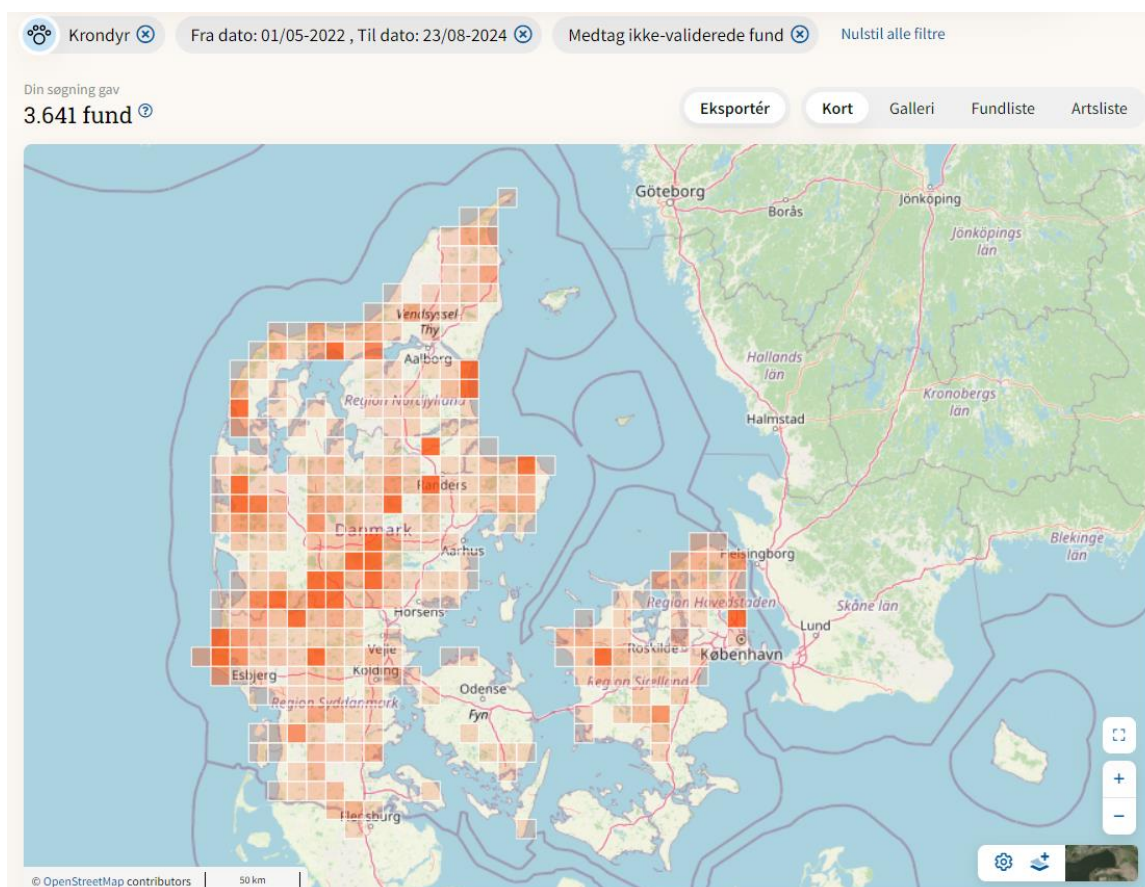 Krondyr
Fra dato: 01/05-2022 , Til dato: 23/08-2024
Medtag ikke-validerede fund
Nulstil alle filtre
Din søgning gav
3.641 fund
?
Eksportér
Kort
Galleri
Fundliste
Artsliste
Göteborg
Borås
Jönköping
Jönköpings
län
Vendsyssel-
Thy
Aalborg
Region Nordjylland
Hallands
län
Kronobergs
län
Halmstad
Randers
Danmark
Aarhus
Helsingborg
Blekinge
län
Region Hovedstaden
Skåne län
Horsens
Lund
Vejle
Roskilde
København
Esbjerg
Kolding
Region Sjælland
Odense
Fyn
Region Syddanmark
Flensburg
+
−
© OpenStreetMap contributors
50 km